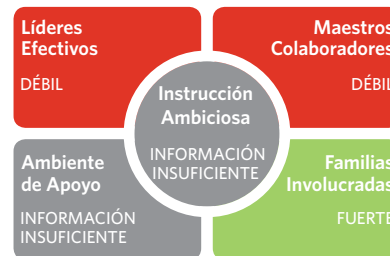 Líderes
Efectivos
DÉBIL
Maestros
Colaboradores
DÉBIL
Instrucción
Ambiciosa
INFORMACIÓN
INSUFICIENTE
Ambiente
de Apoyo
INFORMACIÓN
INSUFICIENTE
Familias
Involucradas
FUERTE